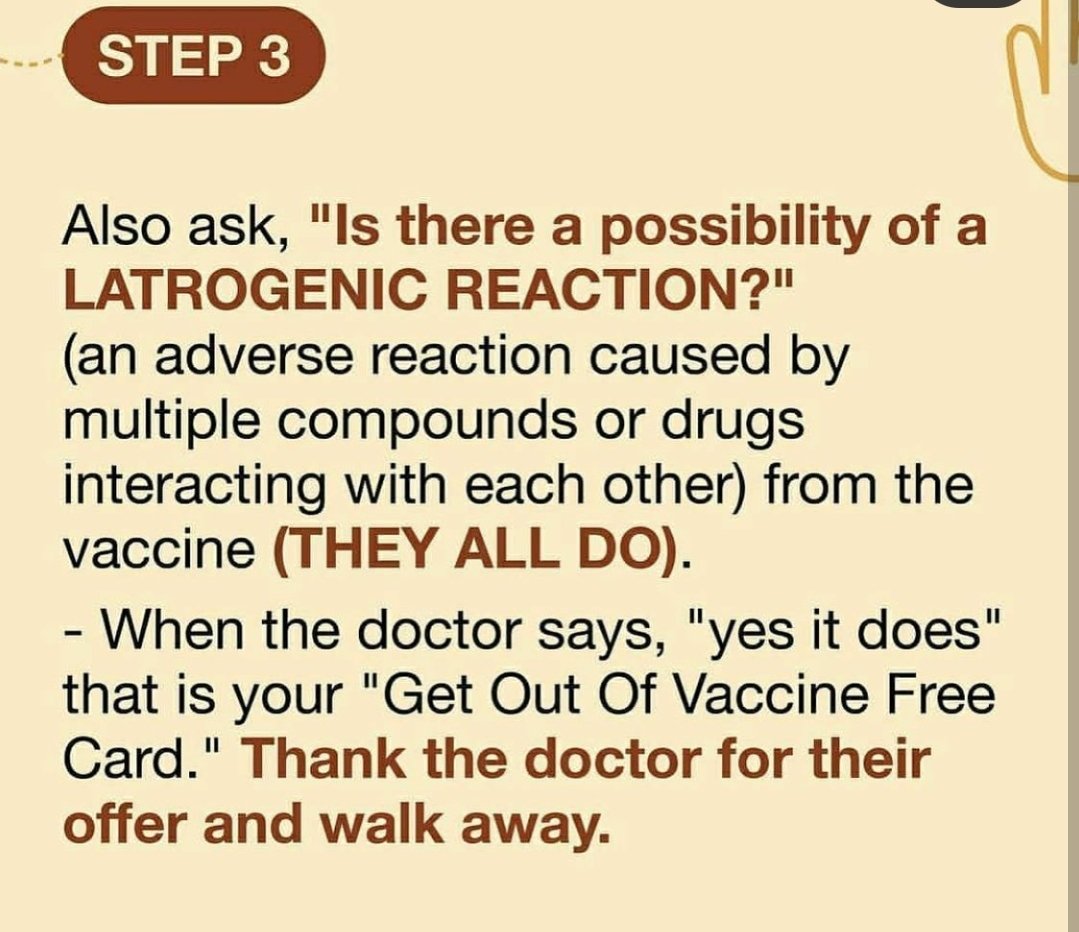 STEP 3
Also ask, "Is there a possibility of a
LATROGENIC REACTION?"
(an adverse reaction caused by
multiple compounds or drugs
interacting with each other) from the
vaccine (THEY ALL DO).
- When the doctor says, "yes it does"
that is your "Get Out Of Vaccine Free
Card." Thank the doctor for their
offer and walk away.